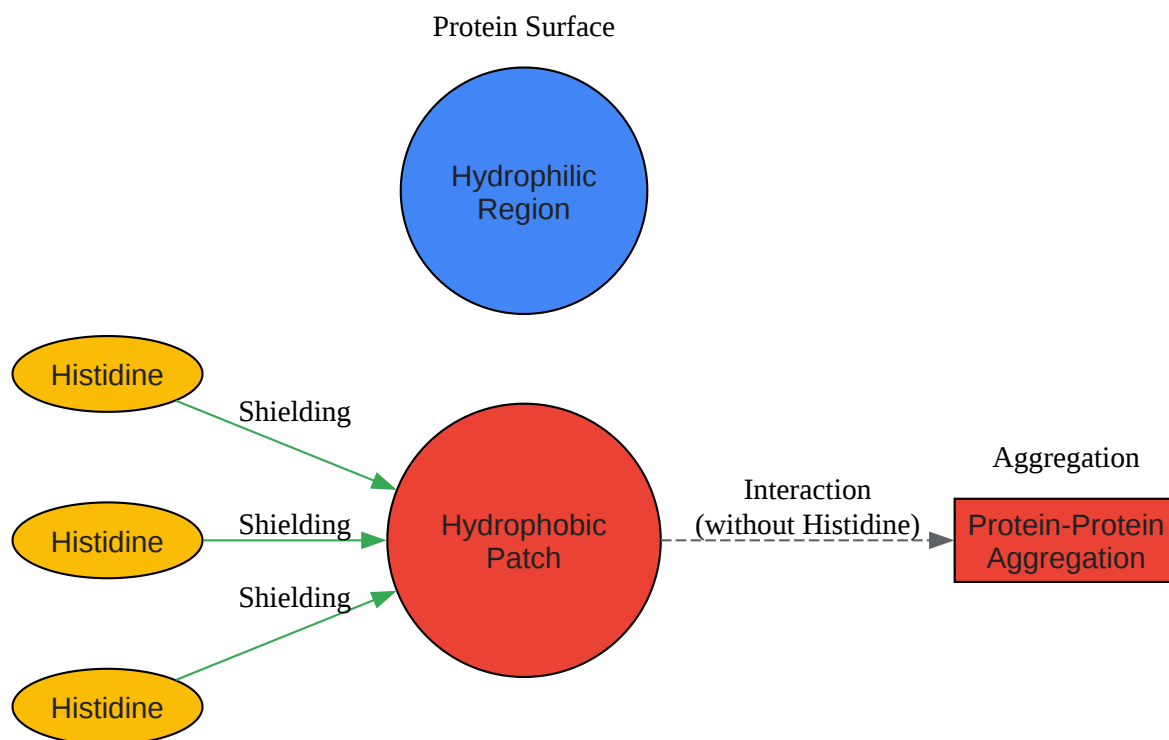 Protein Surface
Hydrophilic
Region
Histidine
Shielding
Aggregation
Interaction
(without Histidine)
Histidine
Shielding
Hydrophobic
Patch
Protein-Protein
Aggregation
Shielding
Histidine